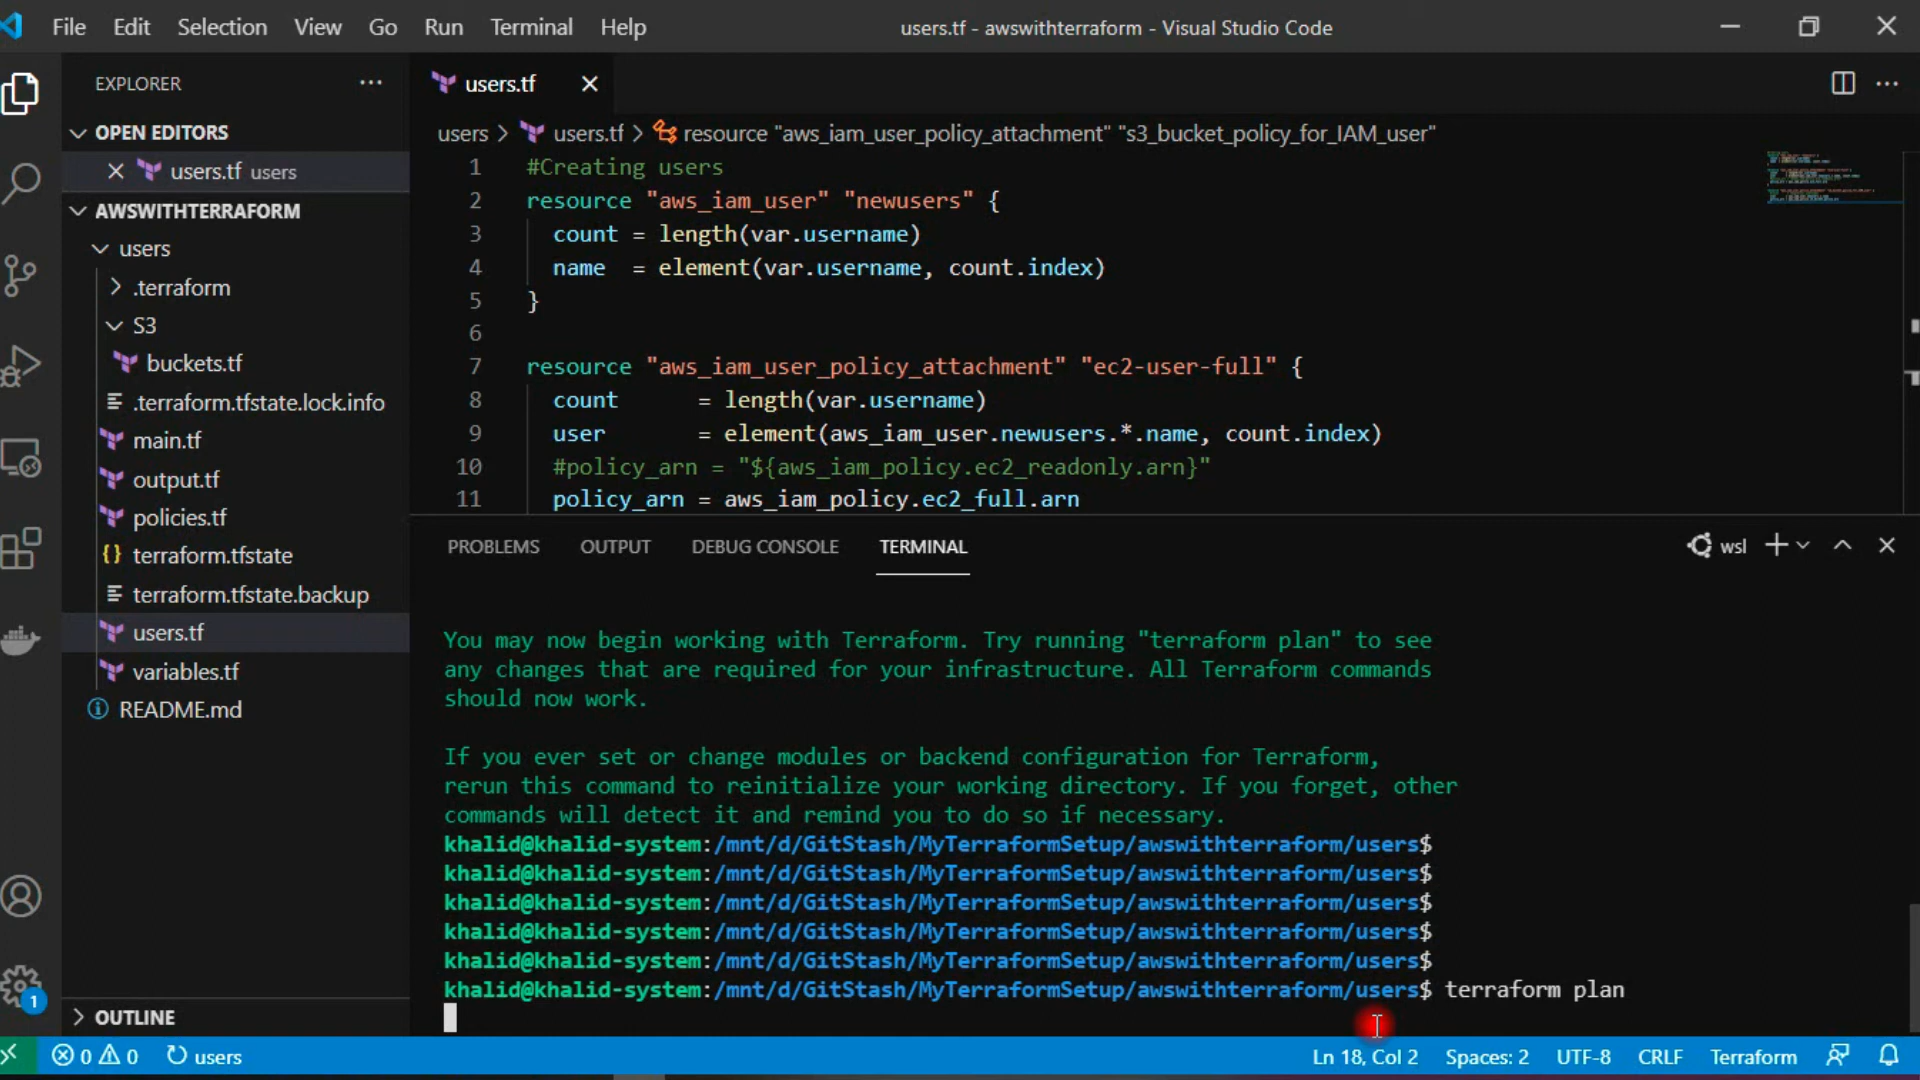 File Edit Selection View Go Run Terminal Help
users.tf - awswithterraform - Visual Studio Code
EXPLORER
OPEN EDITORS
users.tf users
AWSWITHTERRAFORM
users
.terraform
S3
buckets.tf
.terraform.tfstate.lock.info
main.tf
output.tf
policies.tf
{} terraform.tfstate
terraform.tfstate.backup
users.tf
variables.tf
README.md
OUTLINE
users.tf
users > users.tf > resource "aws_iam_user_policy_attachment" "s3_bucket_policy_for_IAM_user"
1 #Creating users
2 resource "aws_iam_user" "newusers" {
3 count = length(var.username)
4 name = element(var.username, count.index)
5 }
6
7 resource "aws_iam_user_policy_attachment" "ec2-user-full" {
8 count = length(var.username)
9 user = element(aws_iam_user.newusers.*.name, count.index)
10 #policy_arn = "${aws_iam_policy.ec2_readonly.arn}"
11 policy_arn = aws_iam_policy.ec2_full.arn
PROBLEMS OUTPUT DEBUG CONSOLE TERMINAL
wsl
You may now begin working with Terraform. Try running "terraform plan" to see
any changes that are required for your infrastructure. All Terraform commands
should now work.
If you ever set or change modules or backend configuration for Terraform,
rerun this command to reinitialize your working directory. If you forget, other
commands will detect it and remind you to do so if necessary.
khalid@khalid-system:/mnt/d/GitStash/MyTerraformSetup/awswithterraform/users$
khalid@khalid-system:/mnt/d/GitStash/MyTerraformSetup/awswithterraform/users$
khalid@khalid-system:/mnt/d/GitStash/MyTerraformSetup/awswithterraform/users$
khalid@khalid-system:/mnt/d/GitStash/MyTerraformSetup/awswithterraform/users$
khalid@khalid-system:/mnt/d/GitStash/MyTerraformSetup/awswithterraform/users$
khalid@khalid-system:/mnt/d/GitStash/MyTerraformSetup/awswithterraform/users$ terraform plan
1
0 0 users
Ln 18, Col 2 Spaces: 2 UTF-8 CRLF Terraform